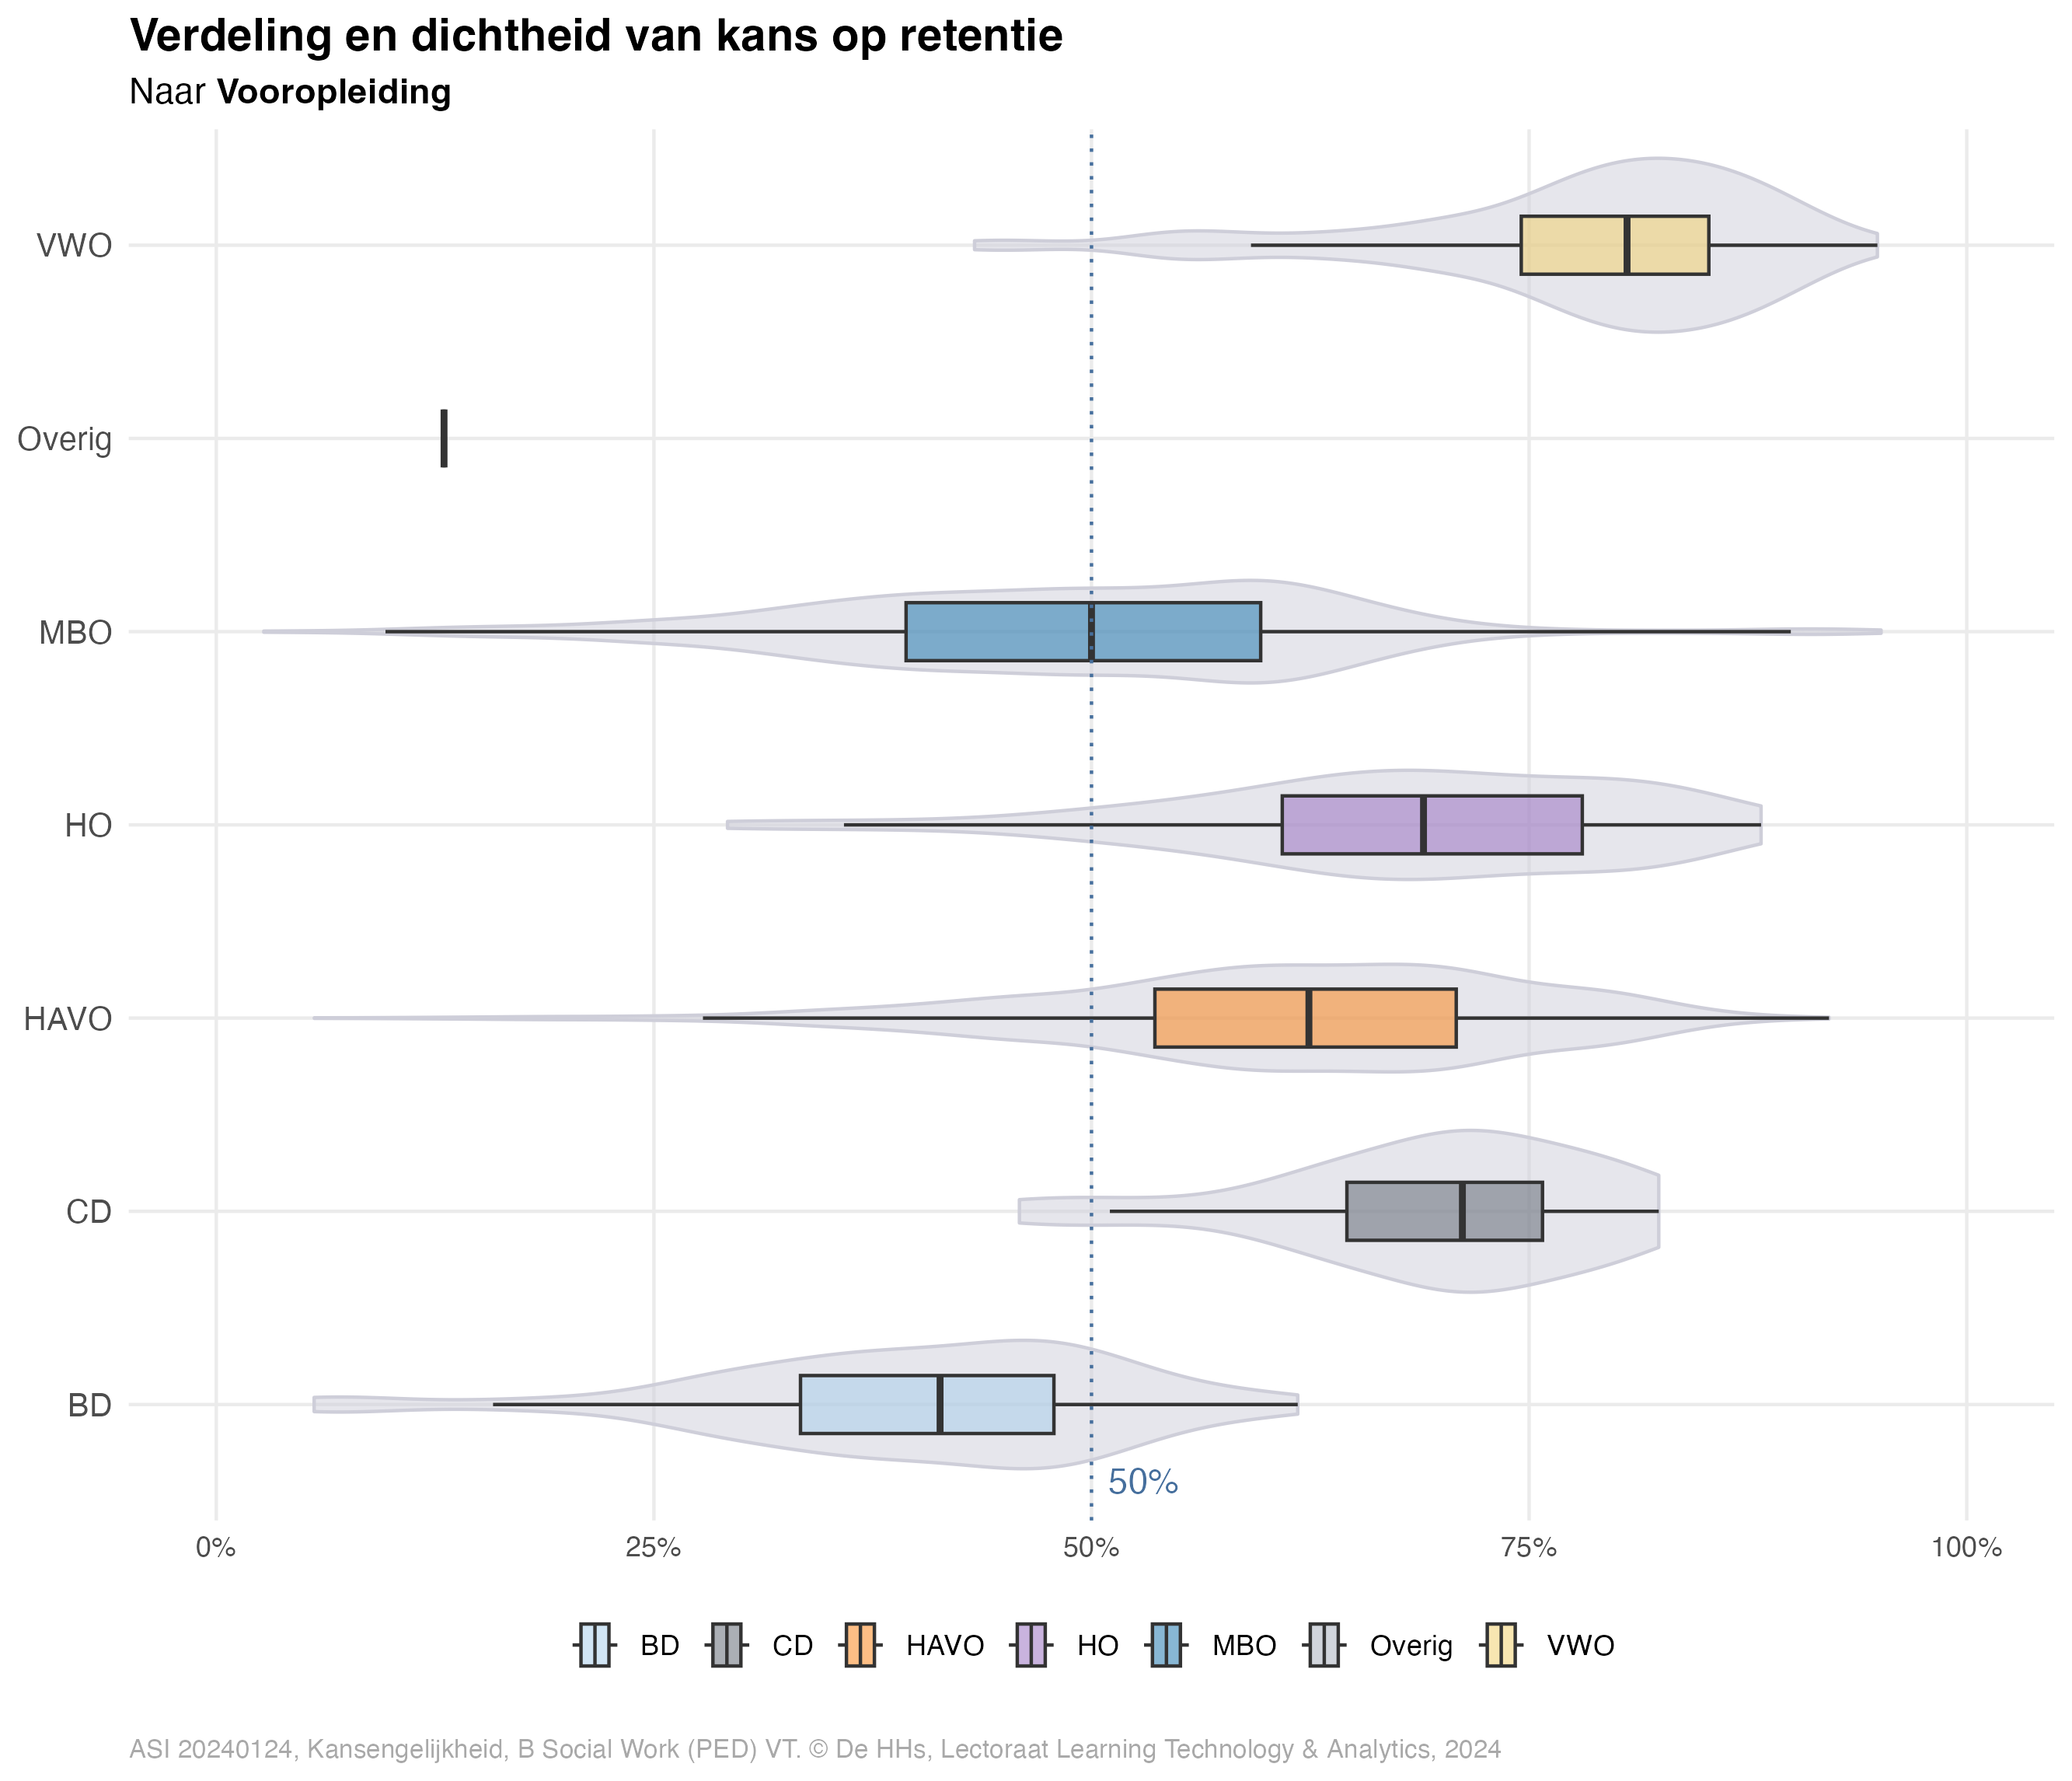 Verdeling en dichtheid van kans op retentie
Naar Vooropleiding
VWO
Overig
MBO
HO
HAVO
CD
BD
50%
0% 25% 50% 75% 100%
BD CD HAVO HO MBO Overig VWO
ASI 20240124, Kansengelijkheid, B Social Work (PED) VT. © De HHs, Lectoraat Learning Technology & Analytics, 2024